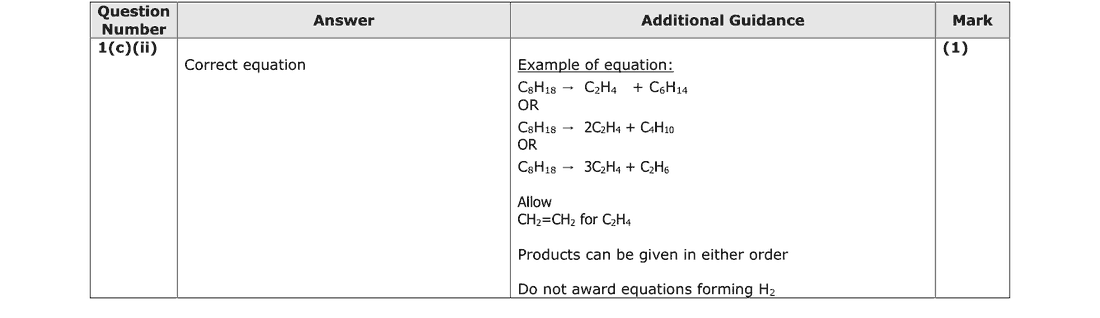 Question Number Answer Additional Guidance Mark
1(c)(ii) (1)
Correct equation Example of equation:
C₈H₁₈ → C₂H₄ + C₆H₁₄
OR
C₈H₁₈ → 2C₂H₄ + C₄H₁₀
OR
C₈H₁₈ → 3C₂H₄ + C₂H₆
Allow
CH₂=CH₂ for C₂H₄
Products can be given in either order
Do not award equations forming H₂